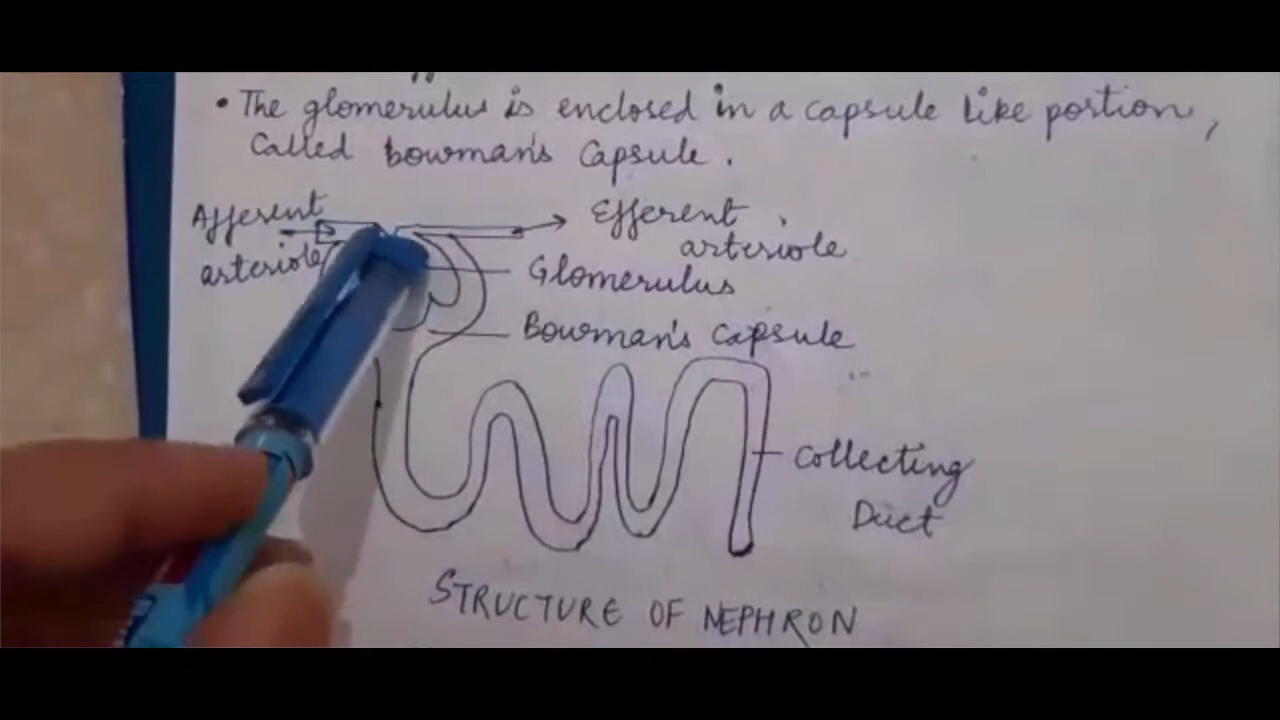 • The glomerulus is enclosed in a capsule like portion,
Called bowman's Capsule.
Afferent
arteriole
Efferent
arteriole
Glomerulus
Bowman's capsule
Collecting
Duct
STRUCTURE OF NEPHRON